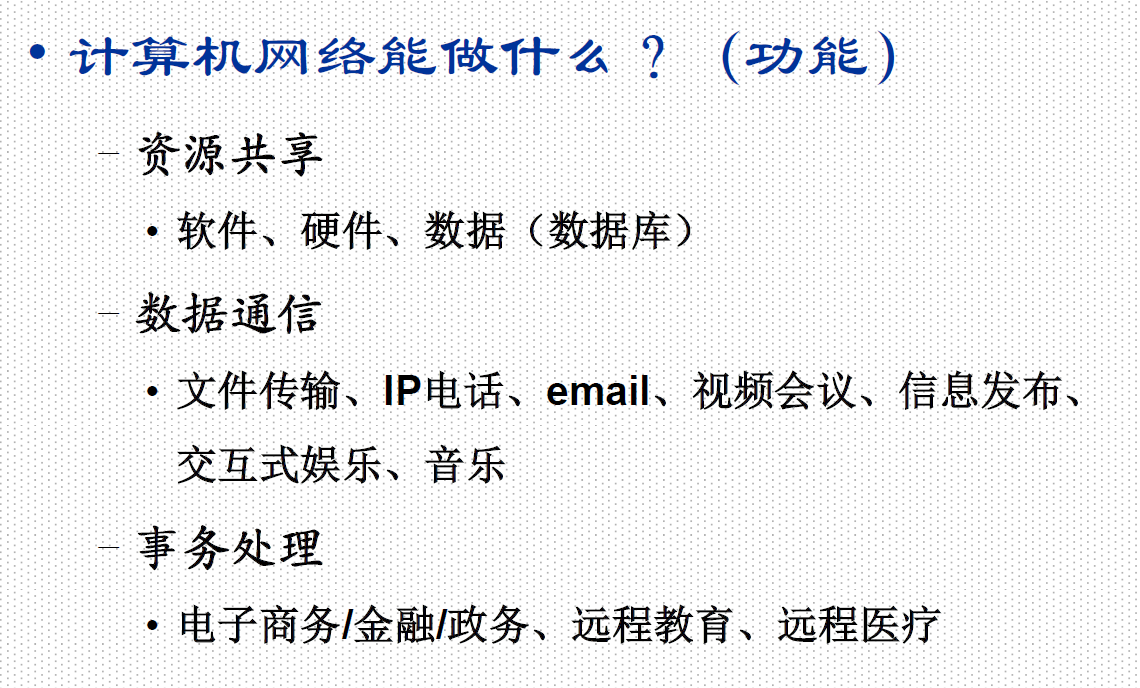 • 计算机网络能做什么？（功能）
– 资源共享
• 软件、硬件、数据（数据库）
– 数据通信
• 文件传输、IP电话、email、视频会议、信息发布、
交互式娱乐、音乐
– 事务处理
• 电子商务/金融/政务、远程教育、远程医疗